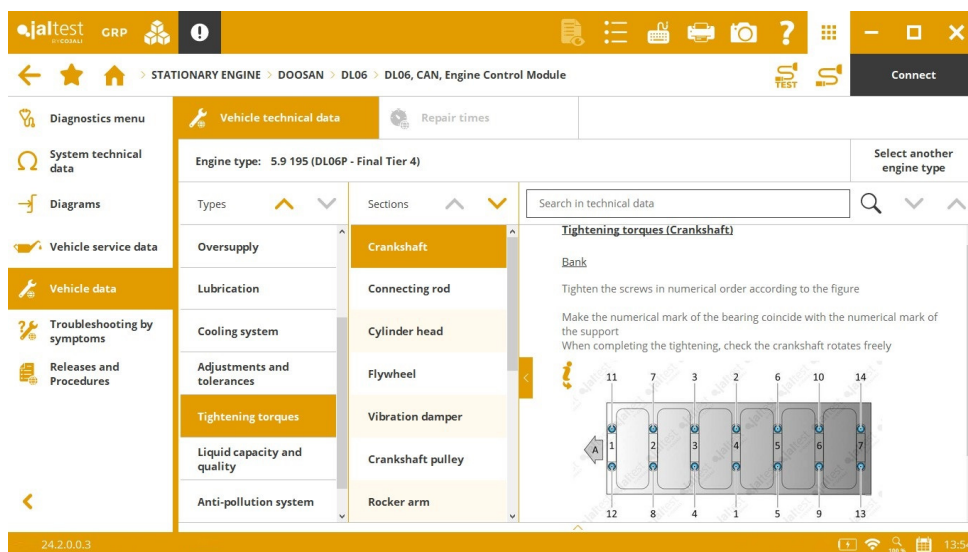 jaltest GRP
BY COJALI
> STATIONARY ENGINE > DOOSAN > DL06 > DL06, CAN, Engine Control Module
TEST
Connect
Diagnostics menu
System technical
data
Diagrams
Vehicle service data
Vehicle data
Troubleshooting by
symptoms
Releases and
Procedures
Vehicle technical data
Repair times
Engine type: 5.9 195 (DL06P - Final Tier 4)
Select another
engine type
Types
Sections
Search in technical data
Oversupply
Lubrication
Cooling system
Adjustments and
tolerances
Tightening torques
Liquid capacity and
quality
Anti-pollution system
Crankshaft
Connecting rod
Cylinder head
Flywheel
Vibration damper
Crankshaft pulley
Rocker arm
Tightening torques (Crankshaft)
Bank
Tighten the screws in numerical order according to the figure
Make the numerical mark of the bearing coincide with the numerical mark of
the support
When completing the tightening, check the crankshaft rotates freely
11 7 3 2 6 10 14
A 1 2 3 4 5 6 7
12 8 4 1 5 9 13
24.2.0.0.3
100 %
13:54